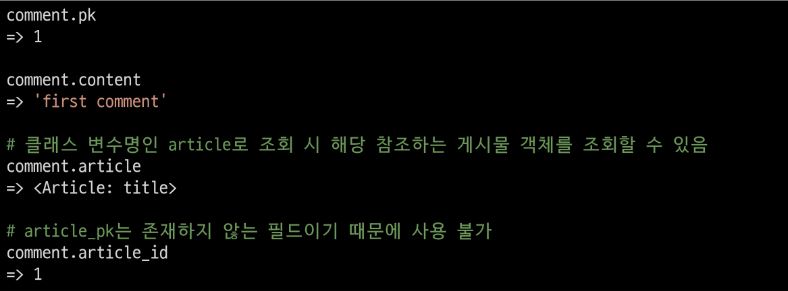 comment.pk
=> 1
comment.content
=> 'first comment'
# 클래스 변수명인 article로 조회 시 해당 참조하는 게시물 객체를 조회할 수 있음
comment.article
=> <Article: title>
# article_pk는 존재하지 않는 필드이기 때문에 사용 불가
comment.article_id
=> 1